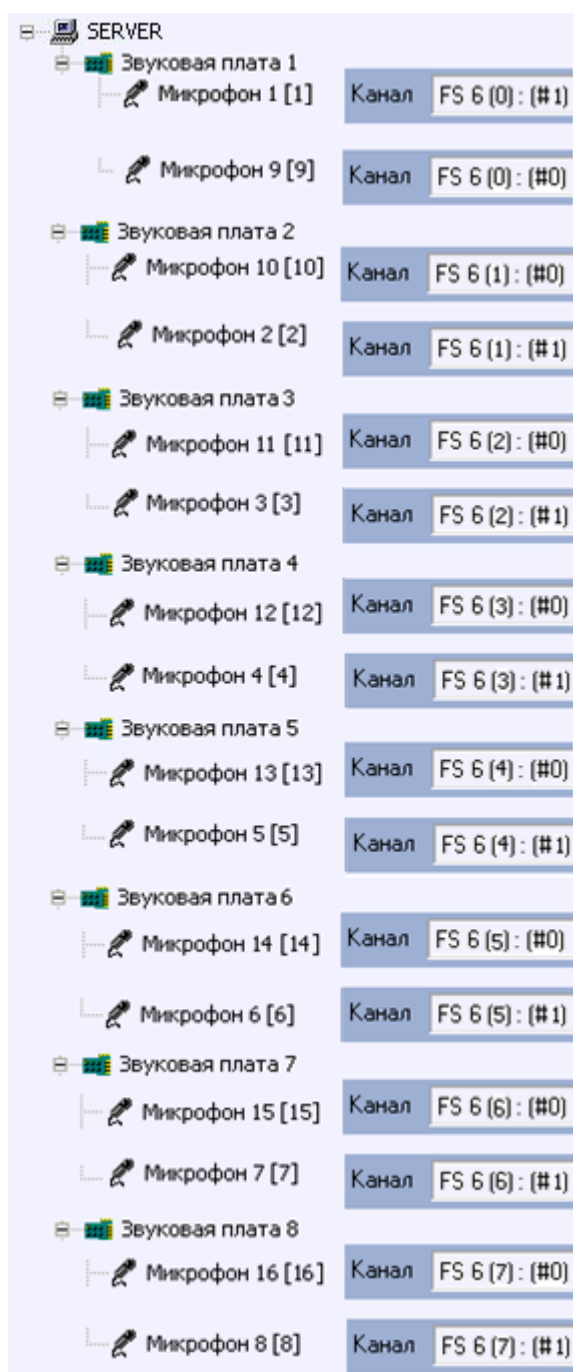 SERVER
Звуковая плата 1
Микрофон 1 [1] Канал FS 6 (0) : (#1)
Микрофон 9 [9] Канал FS 6 (0) : (#0)
Звуковая плата 2
Микрофон 10 [10] Канал FS 6 (1) : (#0)
Микрофон 2 [2] Канал FS 6 (1) : (#1)
Звуковая плата 3
Микрофон 11 [11] Канал FS 6 (2) : (#0)
Микрофон 3 [3] Канал FS 6 (2) : (#1)
Звуковая плата 4
Микрофон 12 [12] Канал FS 6 (3) : (#0)
Микрофон 4 [4] Канал FS 6 (3) : (#1)
Звуковая плата 5
Микрофон 13 [13] Канал FS 6 (4) : (#0)
Микрофон 5 [5] Канал FS 6 (4) : (#1)
Звуковая плата 6
Микрофон 14 [14] Канал FS 6 (5) : (#0)
Микрофон 6 [6] Канал FS 6 (5) : (#1)
Звуковая плата 7
Микрофон 15 [15] Канал FS 6 (6) : (#0)
Микрофон 7 [7] Канал FS 6 (6) : (#1)
Звуковая плата 8
Микрофон 16 [16] Канал FS 6 (7) : (#0)
Микрофон 8 [8] Канал FS 6 (7) : (#1)